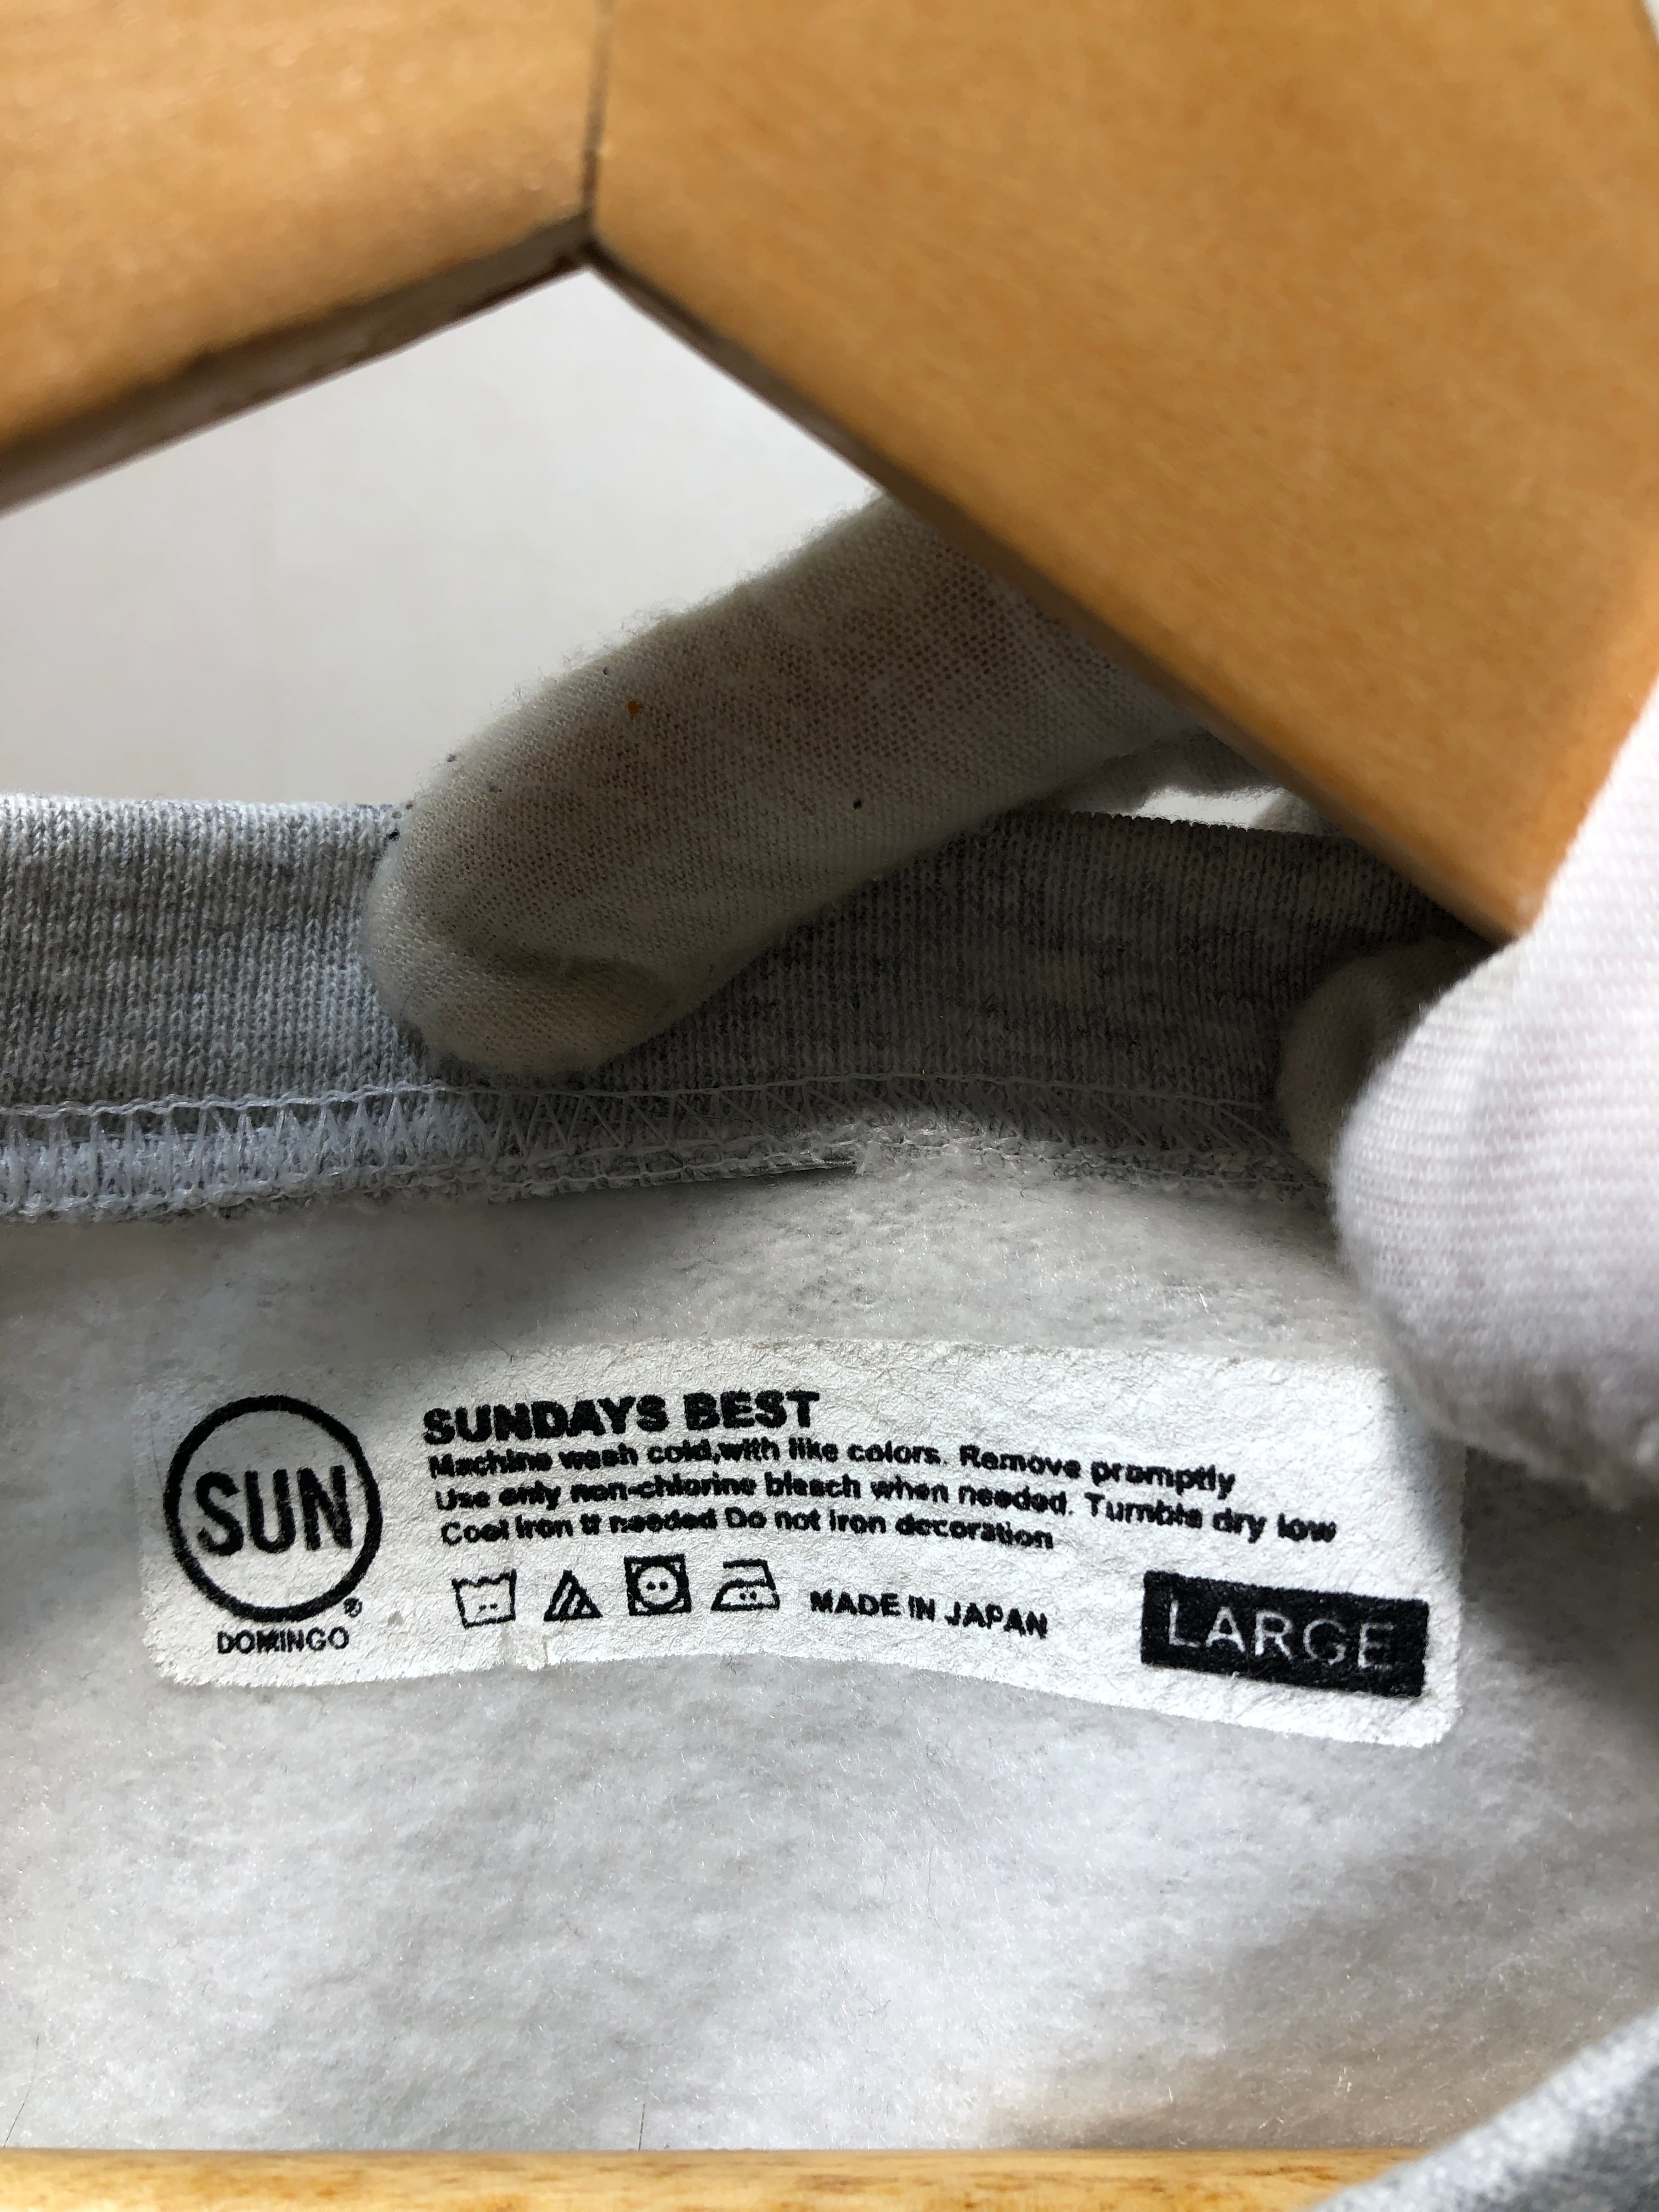 SUN
®
DOMINGO
SUNDAYS BEST
Machine wash cold,with like colors. Remove promptly
Use only non-chlorine bleach when needed. Tumble dry low
Cool iron if needed Do not iron decoration
MADE IN JAPAN
LARGE